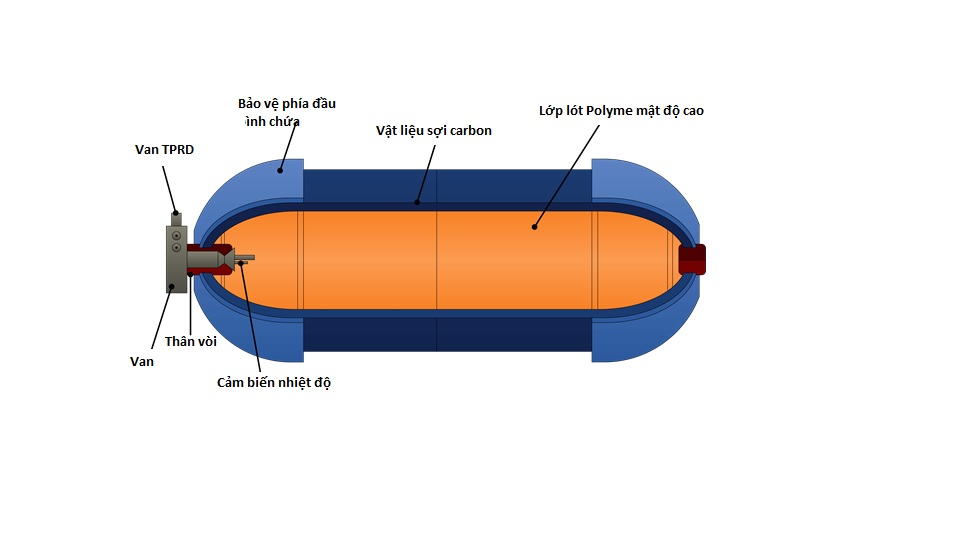 Bảo vệ phía đầu
bình chứa
Lớp lót Polyme mật độ cao
Vật liệu sợi carbon
Van TPRD
Thân vòi
Van
Cảm biến nhiệt độ